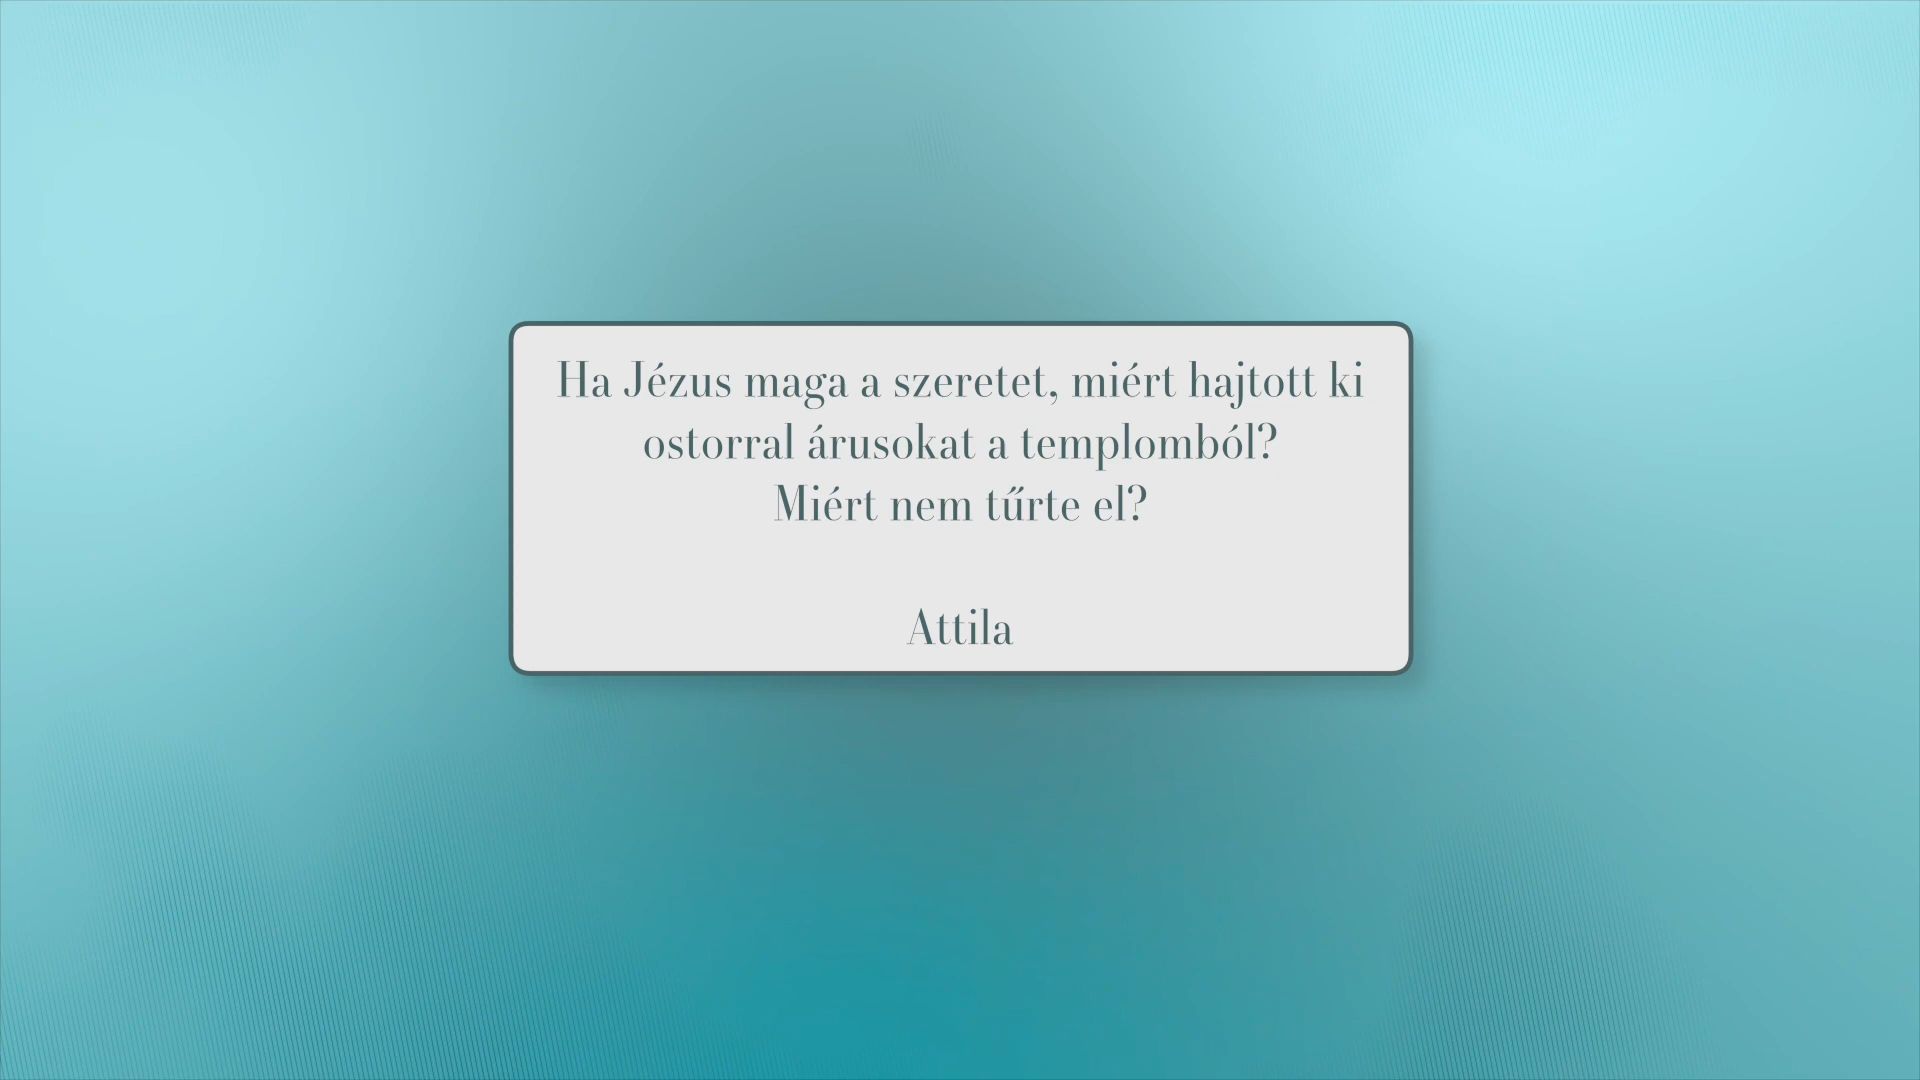 Ha Jézus maga a szeretet, miért hajtott ki
ostorral árusokat a templomból?
Miért nem tűrte el?
Attila